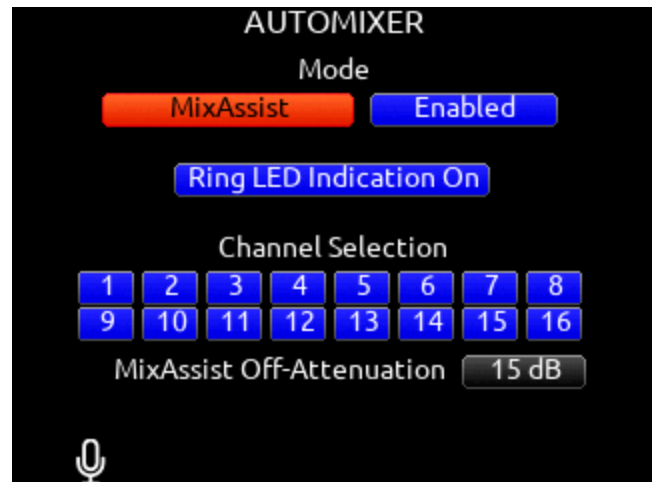 AUTOMIXER
Mode
MixAssist Enabled
Ring LED Indication On
Channel Selection
1 2 3 4 5 6 7 8
9 10 11 12 13 14 15 16
MixAssist Off-Attenuation 15 dB